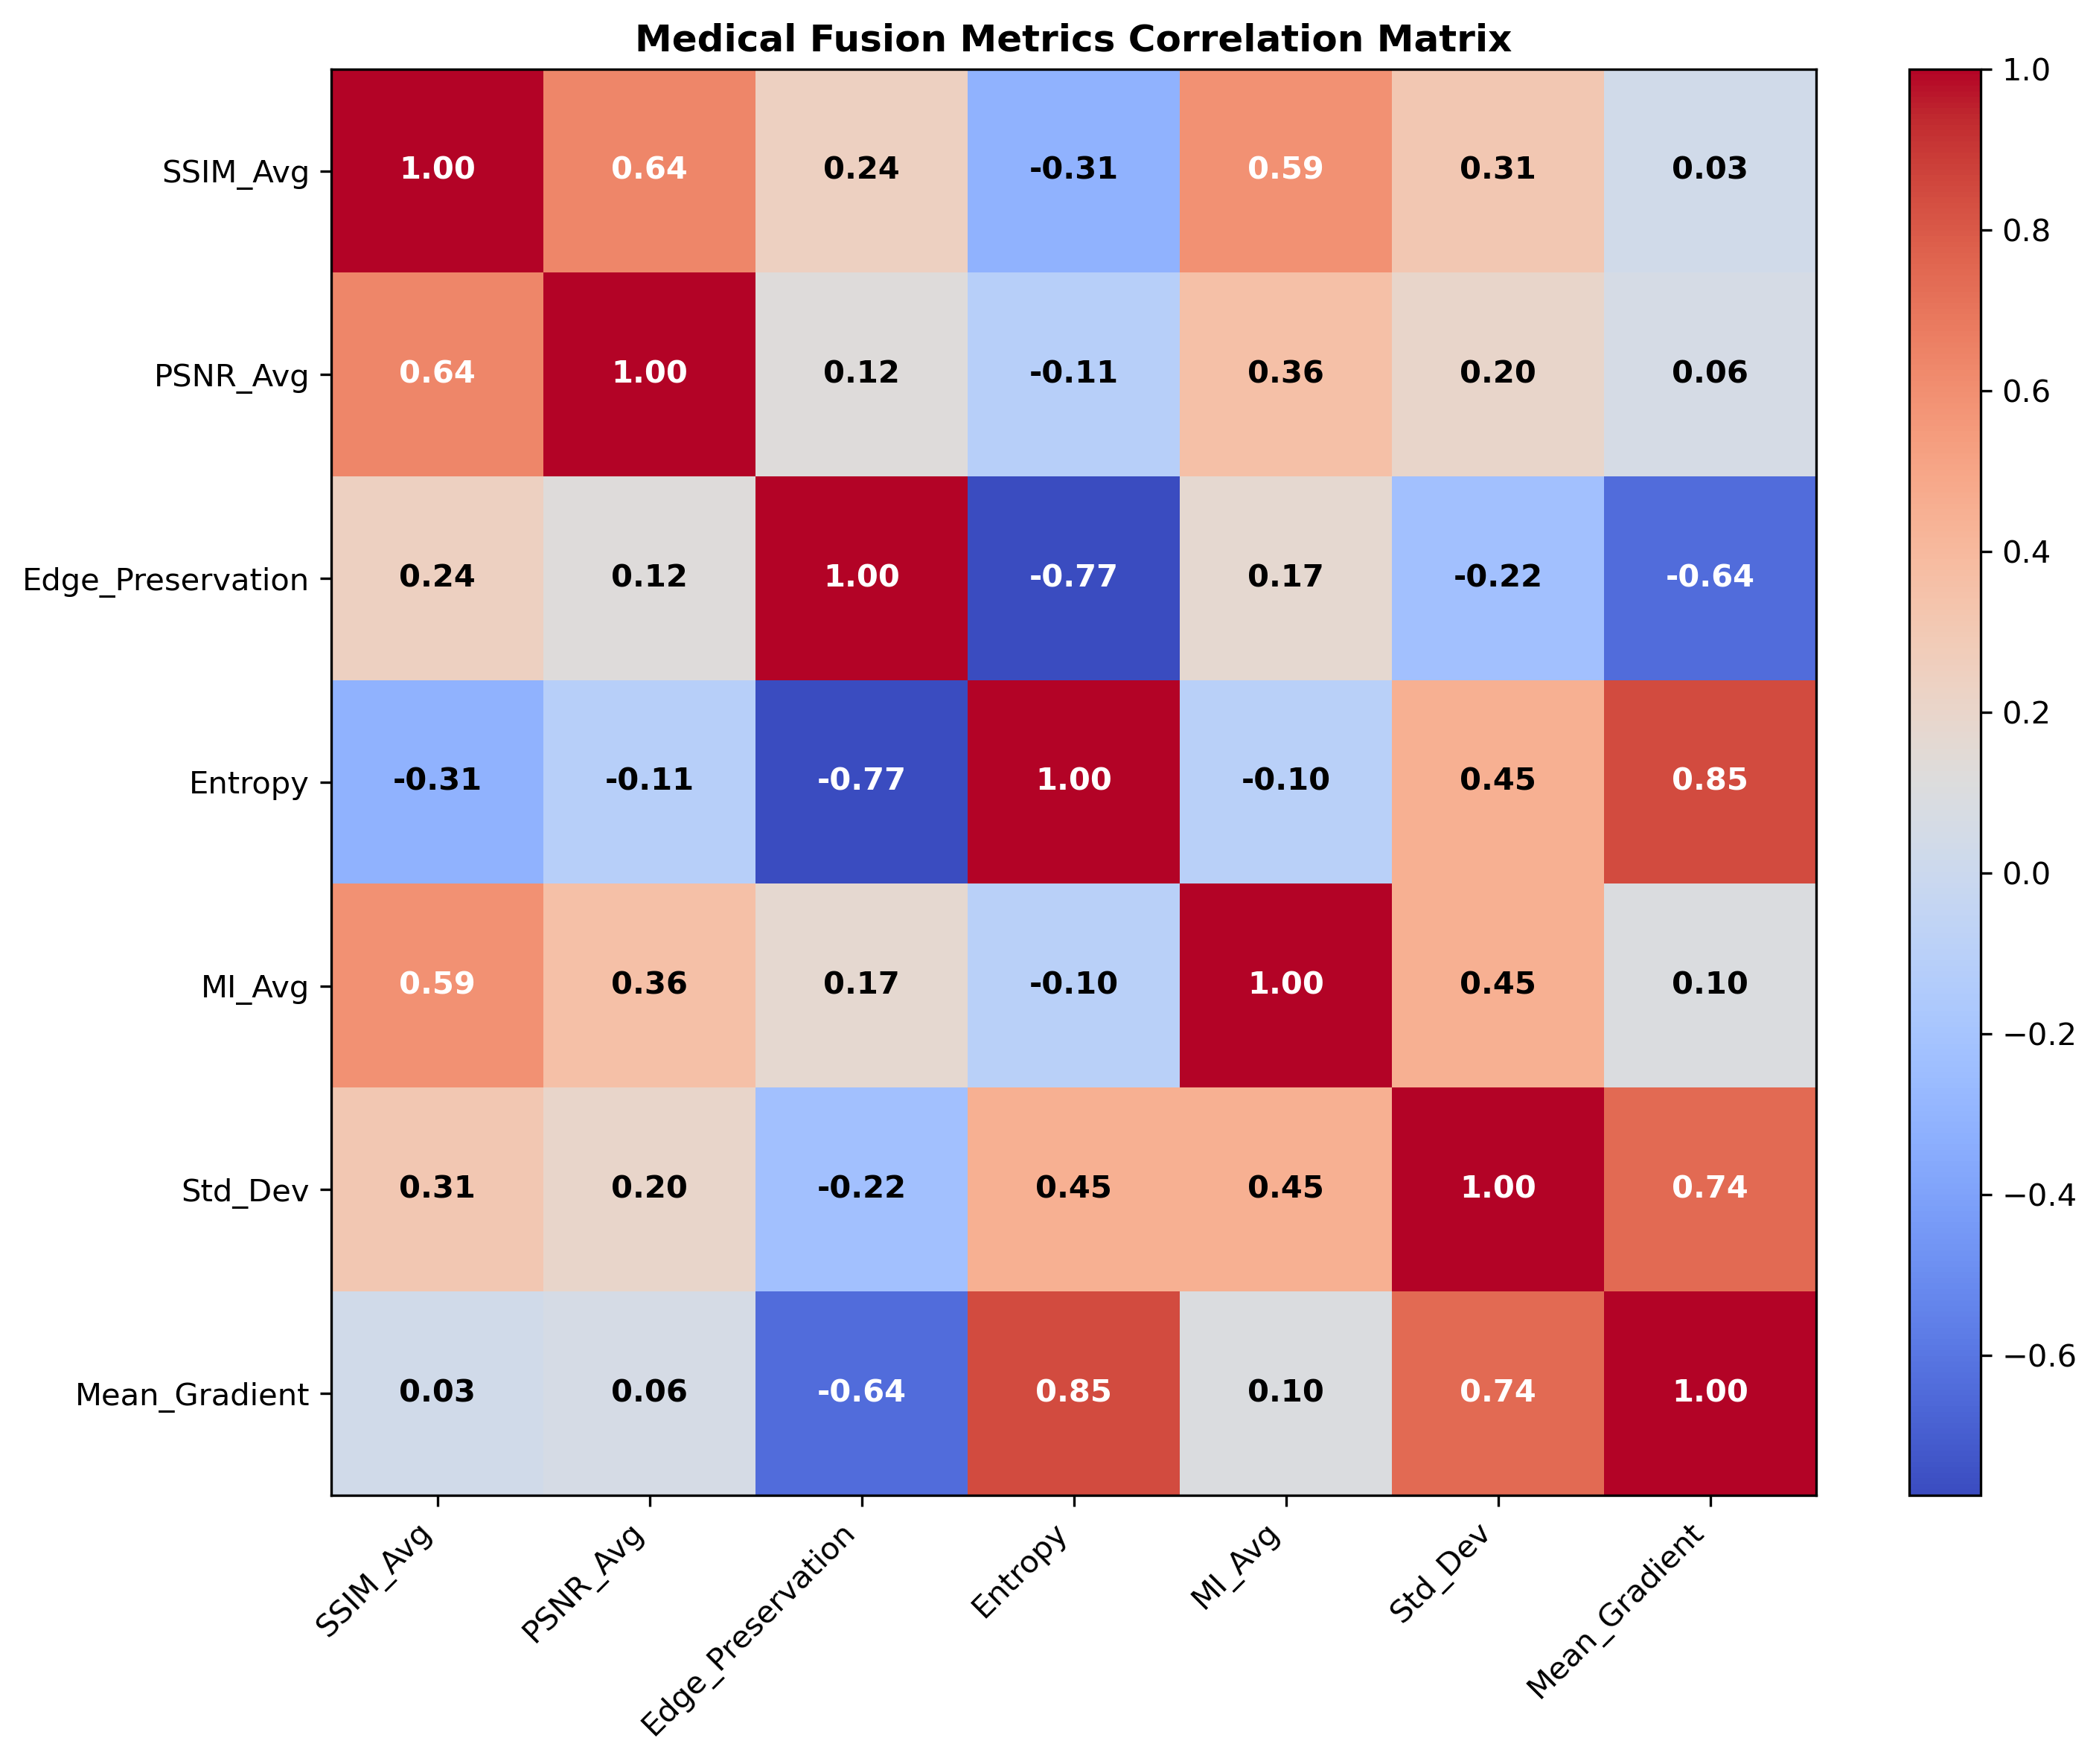 Medical Fusion Metrics Correlation Matrix
SSIM_Avg 1.00 0.64 0.24 -0.31 0.59 0.31 0.03
PSNR_Avg 0.64 1.00 0.12 -0.11 0.36 0.20 0.06
Edge_Preservation 0.24 0.12 1.00 -0.77 0.17 -0.22 -0.64
Entropy -0.31 -0.11 -0.77 1.00 -0.10 0.45 0.85
MI_Avg 0.59 0.36 0.17 -0.10 1.00 0.45 0.10
Std_Dev 0.31 0.20 -0.22 0.45 0.45 1.00 0.74
Mean_Gradient 0.03 0.06 -0.64 0.85 0.10 0.74 1.00
SSIM_Avg PSNR_Avg Edge_Preservation Entropy MI_Avg Std_Dev Mean_Gradient
1.0
0.8
0.6
0.4
0.2
0.0
−0.2
−0.4
−0.6